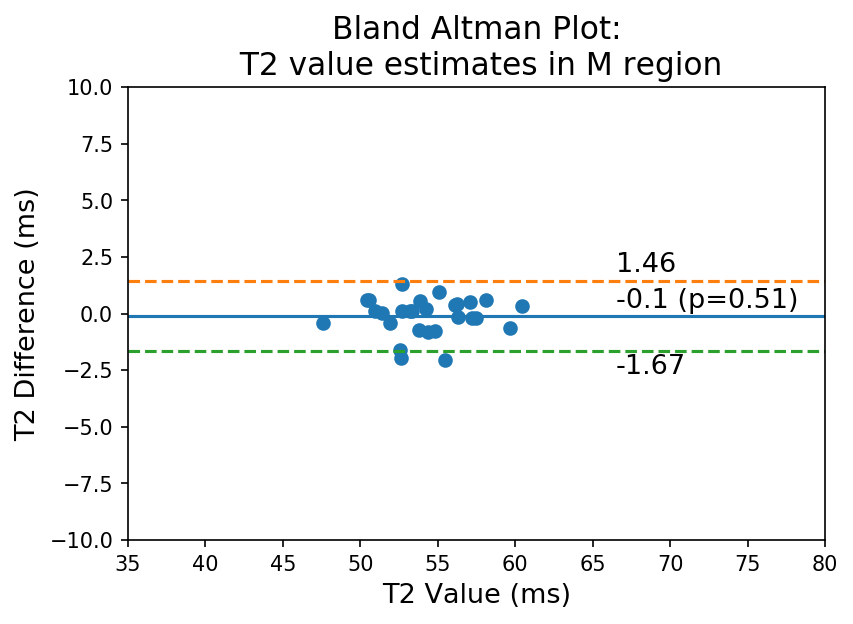 Bland Altman Plot:
T2 value estimates in M region
10.0
7.5
5.0
2.5
0.0
−2.5
−5.0
−7.5
−10.0
T2 Difference (ms)
1.46
-0.1 (p=0.51)
-1.67
35 40 45 50 55 60 65 70 75 80
T2 Value (ms)